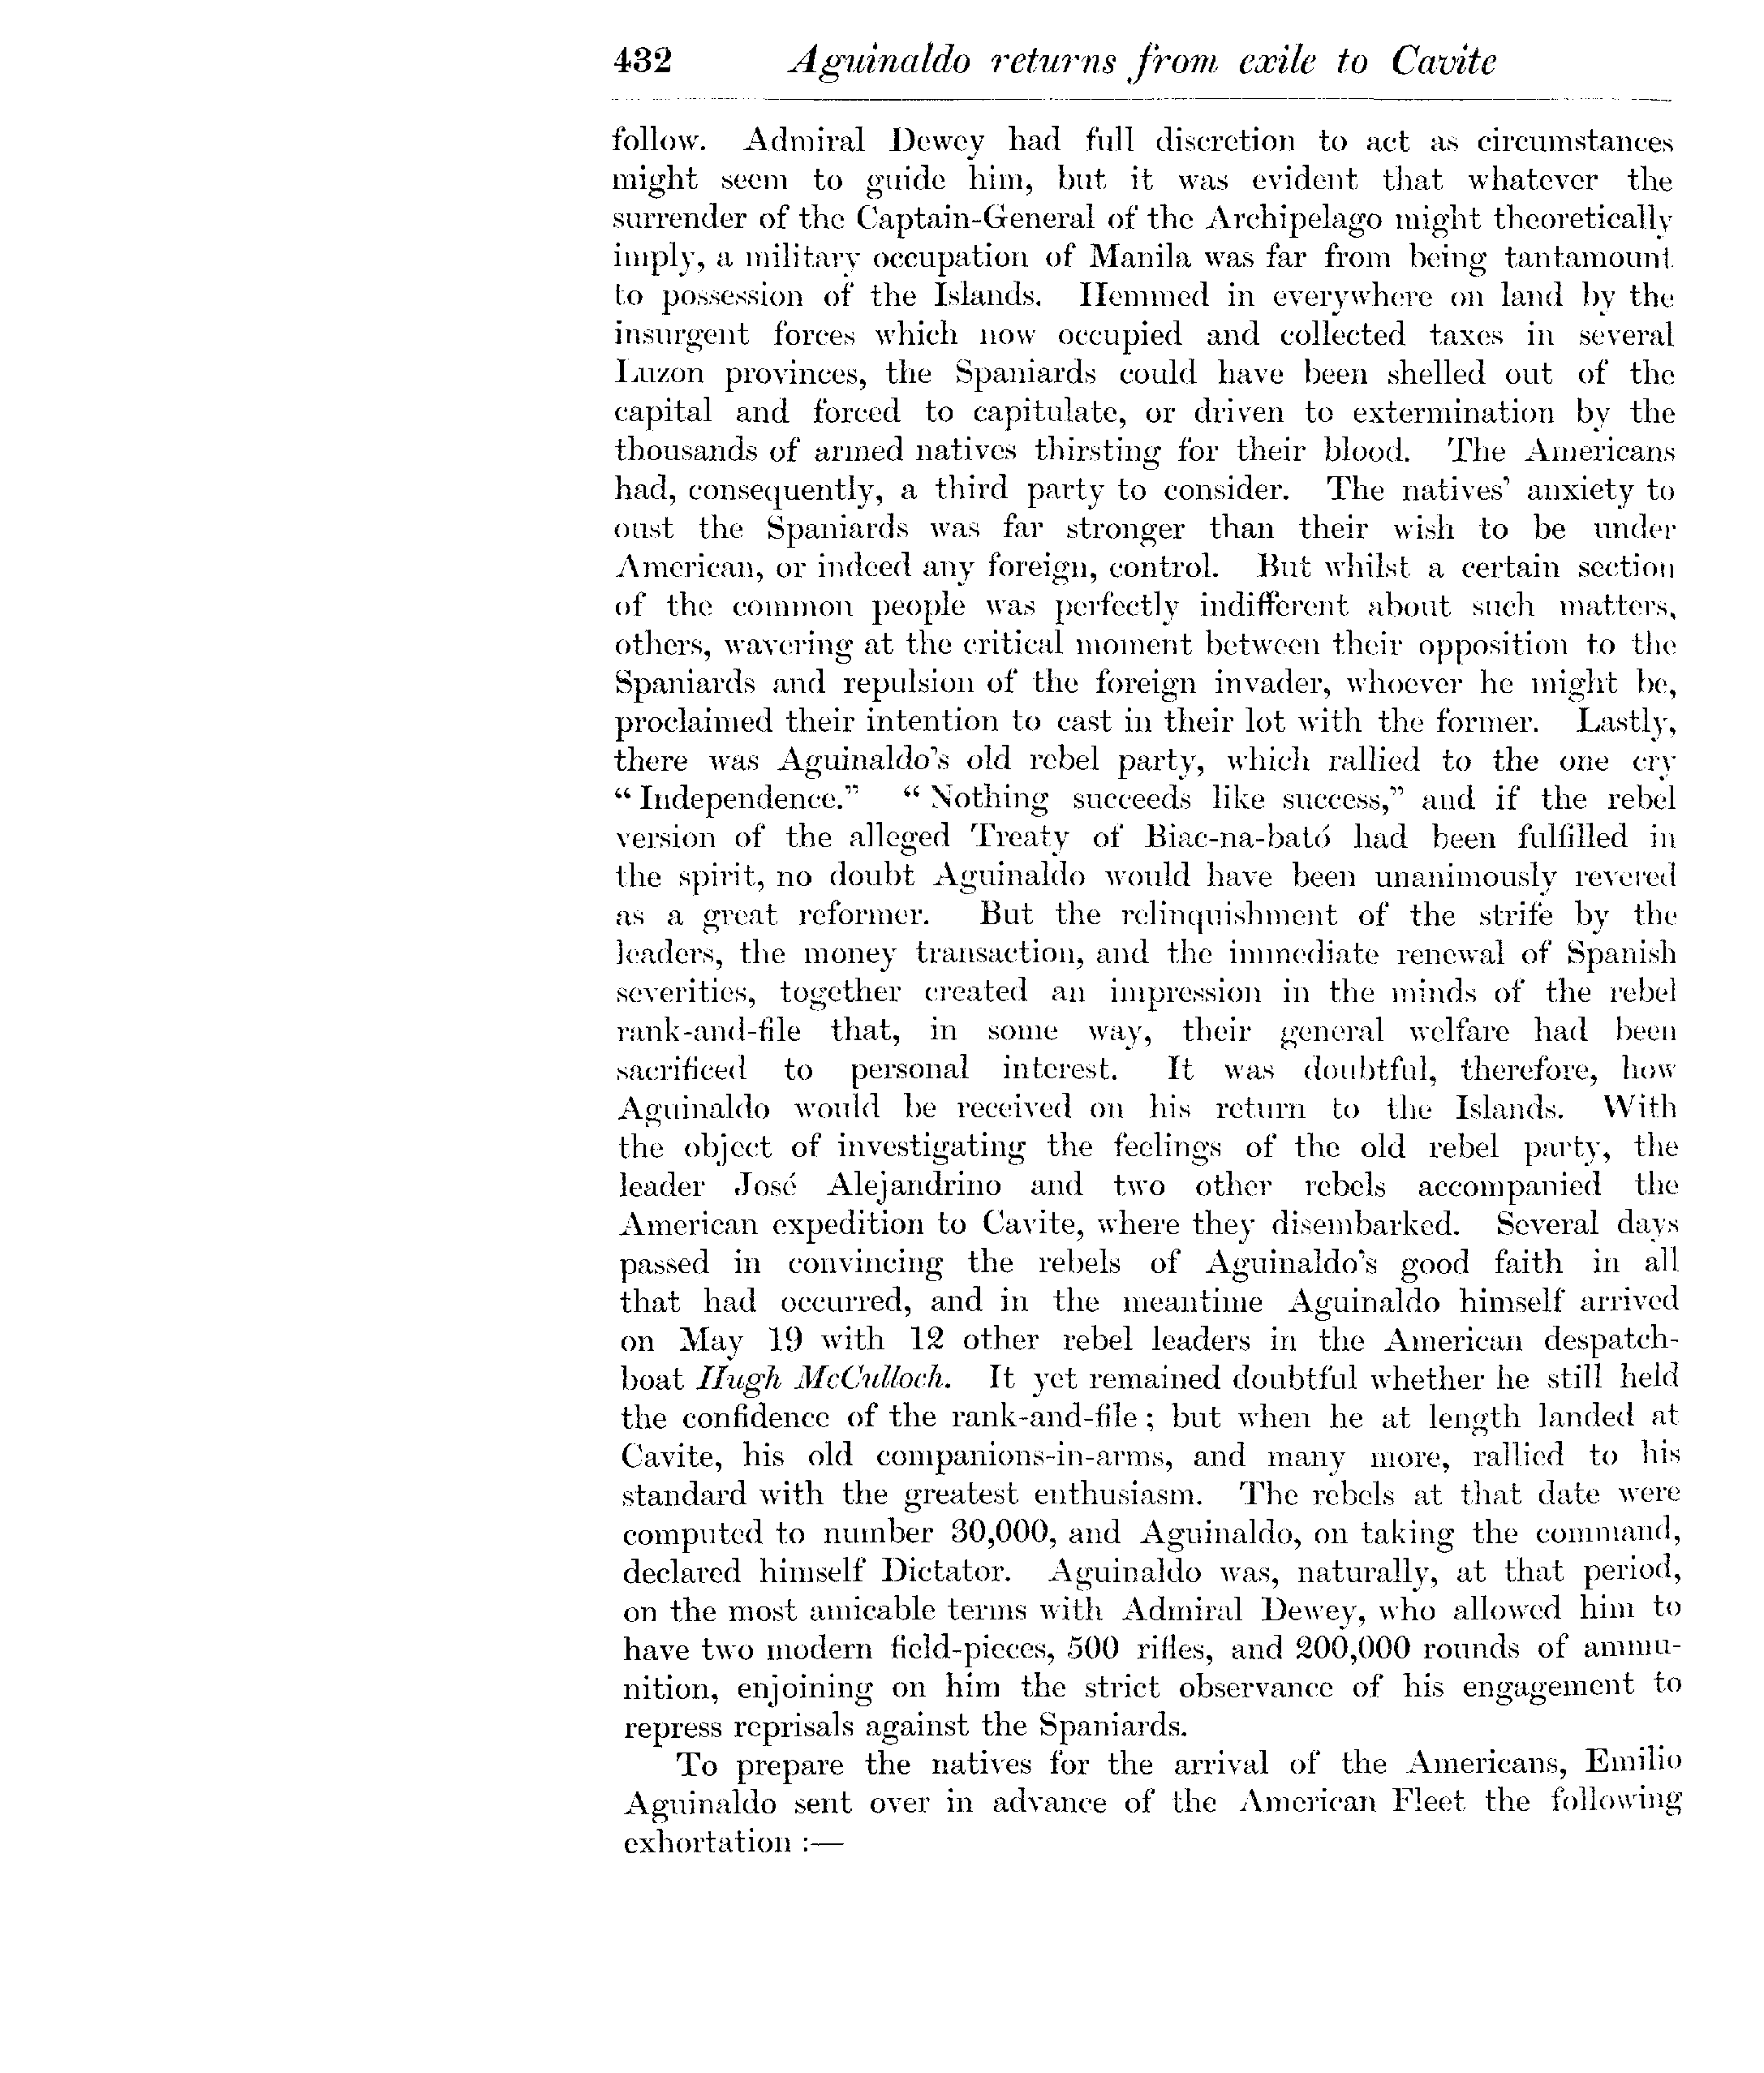 432 Aguinaldo returns from exile to Cavite
follow. Admiral Dewey had full discretion to act as circumstances
might seem to guide him, but it was evident that whatever the
surrender of the Captain-General of the Archipelago might theoretically
imply, a military occupation of Manila was far from being tantamount
to possession of the Islands. Hemmed in everywhere on land by the
insurgent forces which now occupied and collected taxes in several
Luzon provinces, the Spaniards could have been shelled out of the
capital and forced to capitulate, or driven to extermination by the
thousands of armed natives thirsting for their blood. The Americans
had, consequently, a third party to consider. The natives' anxiety to
oust the Spaniards was far stronger than their wish to be under
American, or indeed any foreign, control. But whilst a certain section
of the common people was perfectly indifferent about such matters,
others, wavering at the critical moment between their opposition to the
Spaniards and repulsion of the foreign invader, whoever he might be,
proclaimed their intention to cast in their lot with the former. Lastly,
there was Aguinaldo's old rebel party, which rallied to the one cry
“Independence.” “Nothing succeeds like success,” and if the rebel
version of the alleged Treaty of Biac-na-bató had been fulfilled in
the spirit, no doubt Aguinaldo would have been unanimously revered
as a great reformer. But the relinquishment of the strife by the
leaders, the money transaction, and the immediate renewal of Spanish
severities, together created an impression in the minds of the rebel
rank-and-file that, in some way, their general welfare had been
sacrificed to personal interest. It was doubtful, therefore, how
Aguinaldo would be received on his return to the Islands. With
the object of investigating the feelings of the old rebel party, the
leader José Alejandrino and two other rebels accompanied the
American expedition to Cavite, where they disembarked. Several days
passed in convincing the rebels of Aguinaldo's good faith in all
that had occurred, and in the meantime Aguinaldo himself arrived
on May 19 with 12 other rebel leaders in the American despatch-
boat Hugh McCulloch. It yet remained doubtful whether he still held
the confidence of the rank-and-file; but when he at length landed at
Cavite, his old companions-in-arms, and many more, rallied to his
standard with the greatest enthusiasm. The rebels at that date were
computed to number 30,000, and Aguinaldo, on taking the command,
declared himself Dictator. Aguinaldo was, naturally, at that period,
on the most amicable terms with Admiral Dewey, who allowed him to
have two modern field-pieces, 500 rifles, and 200,000 rounds of ammu-
nition, enjoining on him the strict observance of his engagement to
repress reprisals against the Spaniards.
To prepare the natives for the arrival of the Americans, Emilio
Aguinaldo sent over in advance of the American Fleet the following
exhortation :—